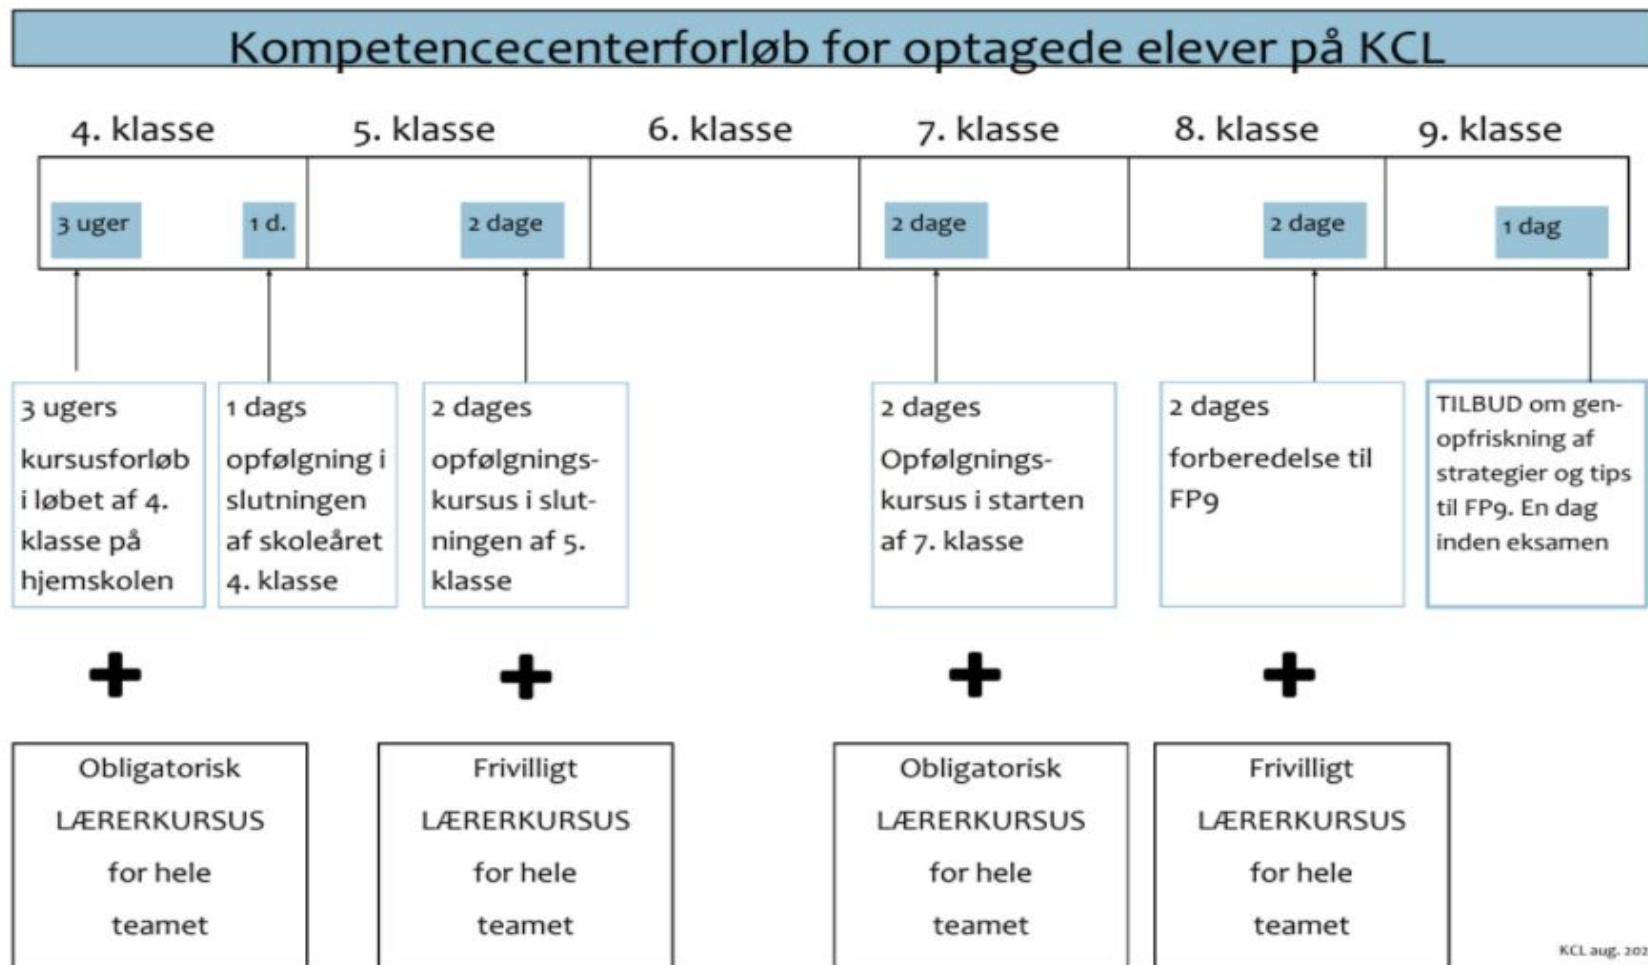 Kompetencecenterforløb for optagede elever på KCL
4. klasse
5. klasse
6. klasse
7. klasse
8. klasse
9. klasse
3 uger
1 d.
2 dage
2 dage
2 dage
1 dag
3 ugers
kursusforløb
i løbet af 4.
klasse på
hjemskolen
1 dags
opfølgning i
slutningen
af skoleåret
4. klasse
2 dages
opfølgnings-
kursus i slut-
ningen af 5.
klasse
2 dages
Opfølgnings-
kursus i starten
af 7. klasse
2 dages
forberedelse til
FP9
TILBUD om gen-
opfriskning af
strategier og tips
til FP9. En dag
inden eksamen
Obligatorisk
LÆRERKURSUS
for hele
teamet
Frivilligt
LÆRERKURSUS
for hele
teamet
Obligatorisk
LÆRERKURSUS
for hele
teamet
Frivilligt
LÆRERKURSUS
for hele
teamet
KCL aug.